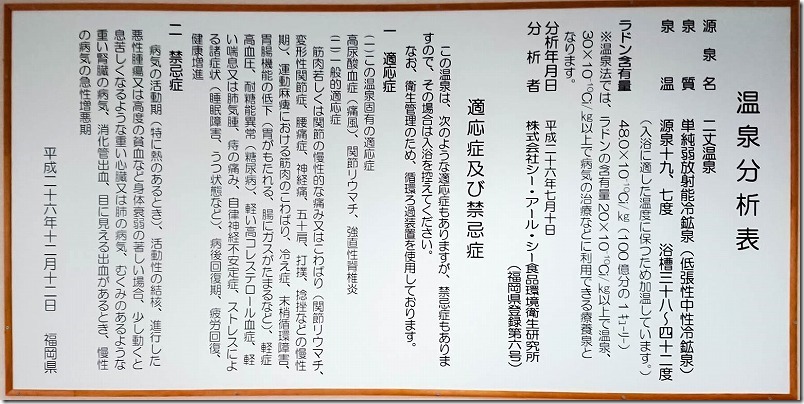 温泉分析表
源泉名　二丈温泉
泉質　単純弱放射能冷鉱泉（低張性中性冷鉱泉）
泉温　源泉十九、七度　浴槽三十八～四十二度
（入浴に適した温度に保つため加温しています。）
ラドン含有量　48.0×10⁻¹⁰Ci/kg（100億分の1キューリー）
※温泉法では、ラドンの含有量20×10⁻¹⁰Ci/kg以上で温泉、
30×10⁻¹⁰Ci/kg以上で病気の治療などに利用できる療養泉と
なります。
分析年月日　平成二十六年七月十日
分析者　株式会社シー・アール・シー食品環境衛生研究所
（福岡県登録第六号）
適応症及び禁忌症
この温泉は、次のような適応症もありますが、禁忌症もありま
すので、その場合は入浴を控えてください。
なお、衛生管理のため、循環ろ過装置を使用しております。
一　適応症
（一）この温泉固有の適応症
高尿酸血症（痛風）、関節リウマチ、強直性脊椎炎
（二）一般的適応症
筋肉若しくは関節の慢性的な痛み又はこわばり（関節リウマチ、
変形性関節症、腰痛症、神経痛、五十肩、打撲、捻挫などの慢性
期）、運動麻痺における筋肉のこわばり、冷え症、末梢循環障害、
胃腸機能の低下（胃がもたれる、腸にガスがたまるなど）、軽症
高血圧、耐糖能異常（糖尿病）、軽い高コレステロール血症、軽
い喘息又は肺気腫、痔の痛み、自律神経不安定症、ストレスによ
る諸症状（睡眠障害、うつ状態など）、病後回復期、疲労回復、
健康増進
二　禁忌症
病気の活動期（特に熱のあるとき）、活動性の結核、進行した
悪性腫瘍又は高度の貧血など身体衰弱の著しい場合、少し動くと
息苦しくなるような重い心臓又は肺の病気、むくみのあるような
重い腎臓の病気、消化管出血、目に見える出血があるとき、慢性
の病気の急性増悪期
平成二十六年十二月十二日　福岡県